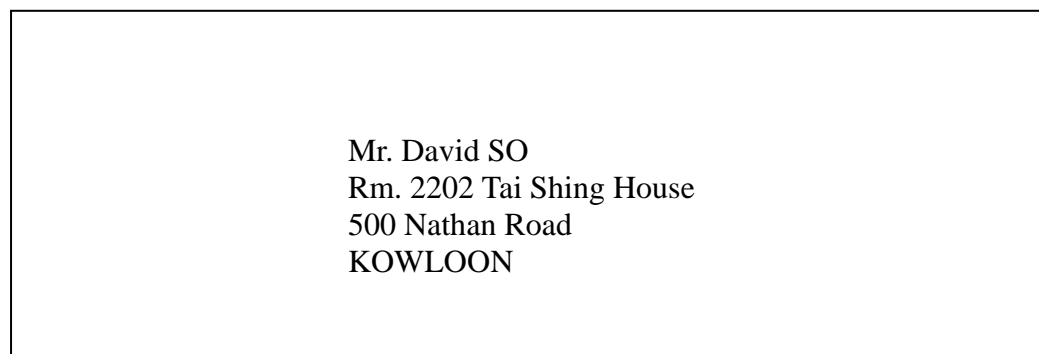 Mr. David SO
Rm. 2202 Tai Shing House
500 Nathan Road
KOWLOON